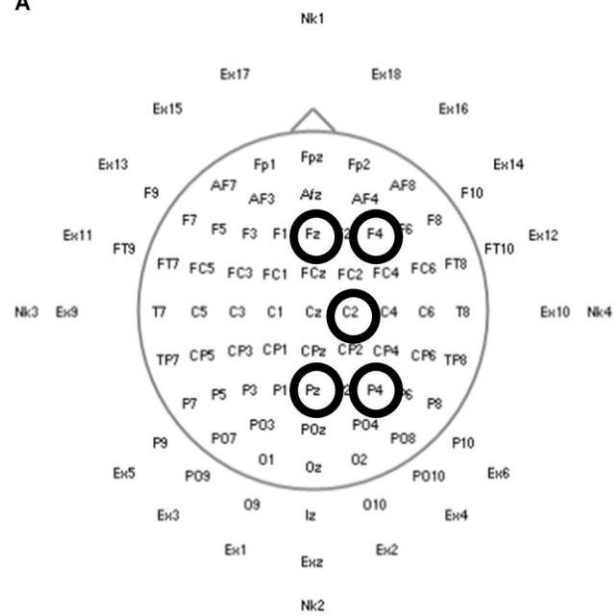 A
Nk1
Ex17 Ex18
Ex15 Ex16
Fp1 Fpz Fp2
Ex13 Ex14
AF7 AF8
F9 AF3 Afz AF4 F10
F7 F5 F3 F1 Fz 2 F4 F6 F8
Ex11 FT9 FT10 Ex12
FT7 FC5 FC3 FC1 FCz FC2 FC4 FC6 FT8
Nk3 Ex9 T7 C5 C3 C1 Cz C2 C4 C6 T8 Ex10 Nk4
TP7 CP5 CP3 CP1 CPz CP2 CP4 CP6 TP8
P7 P5 P3 P1 Pz 2 P4 P6 P8
PO3 POz PO4
P9 PO7 PO8 P10
O1 Oz O2
Ex5 PO9 PO10 Ex6
O9 O10
Ex3 Iz Ex4
Ex1 Exz Ex2
Nk2